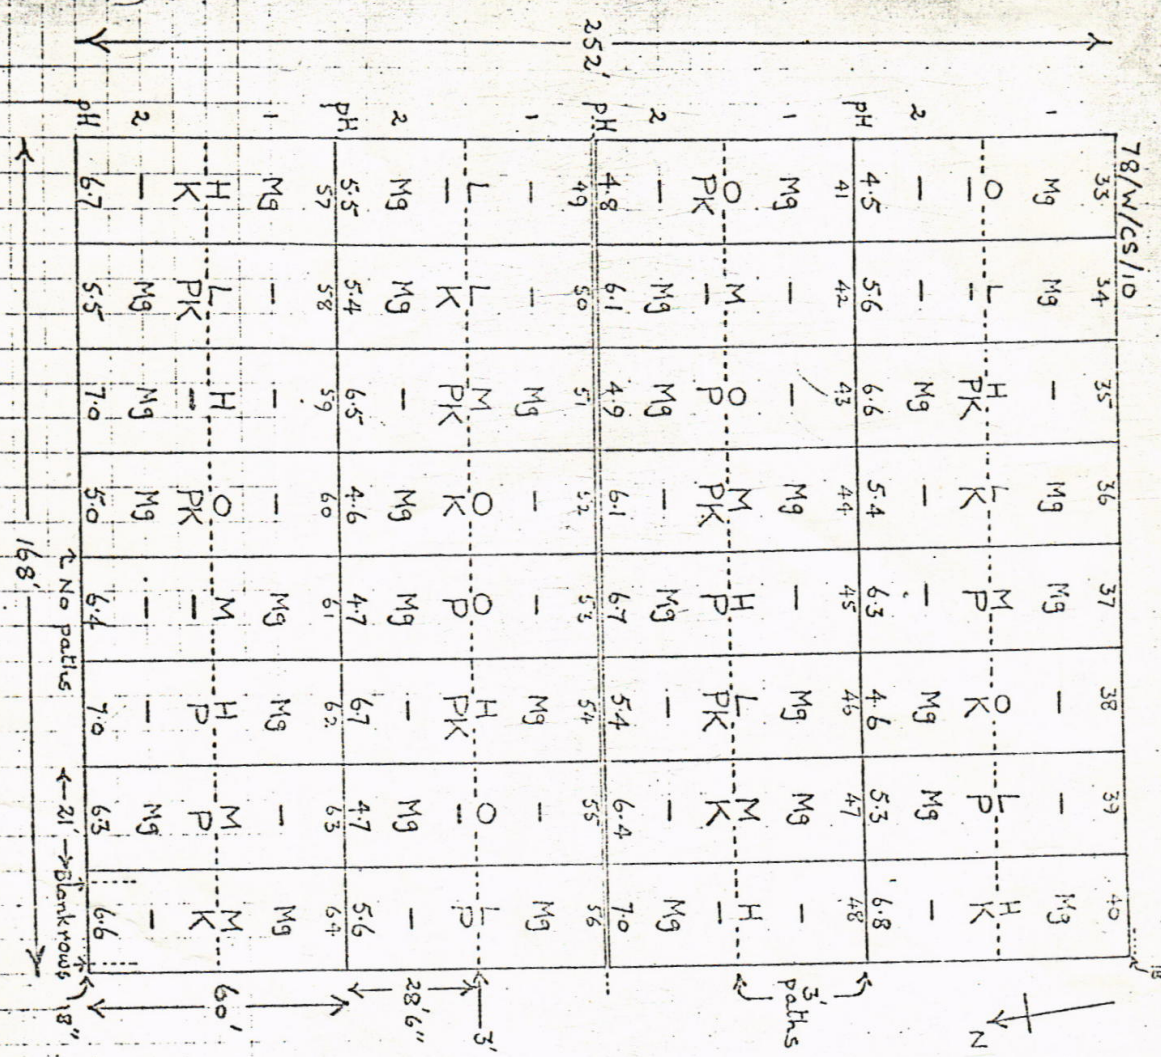 78/W/CS/10
33 34 35 36 37 38 39 40
1 Mg Mg – Mg Mg – – Mg
O L H L M O L H
– – PK K P K P K
2 – – Mg – – Mg Mg –
pH 4.5 5.6 6.6 5.4 6.3 4.6 5.3 6.8
41 42 43 44 45 46 47 48
1 Mg – – Mg – Mg Mg –
O M O M H L M H
PK – P PK P PK K –
2 – Mg Mg – Mg – – Mg
pH 4.8 6.1 4.9 6.1 6.7 5.4 6.4 7.0
49 50 51 52 53 54 55 56
1 – – Mg – – Mg – Mg
L L M O O H O L
– K PK K P PK – P
2 Mg Mg – Mg Mg – Mg –
pH 5.5 5.4 6.5 4.6 4.7 6.7 4.7 5.6
57 58 59 60 61 62 63 64
1 Mg – – – Mg Mg – Mg
H L H O M H M M
K PK – PK – P P K
2 – Mg Mg Mg – – Mg –
pH 6.7 5.5 7.0 5.0 6.4 7.0 6.3 6.6
252'
N
3' paths
3'
28'6"
60'
18"
No paths ←21'→ Blank rows
168'